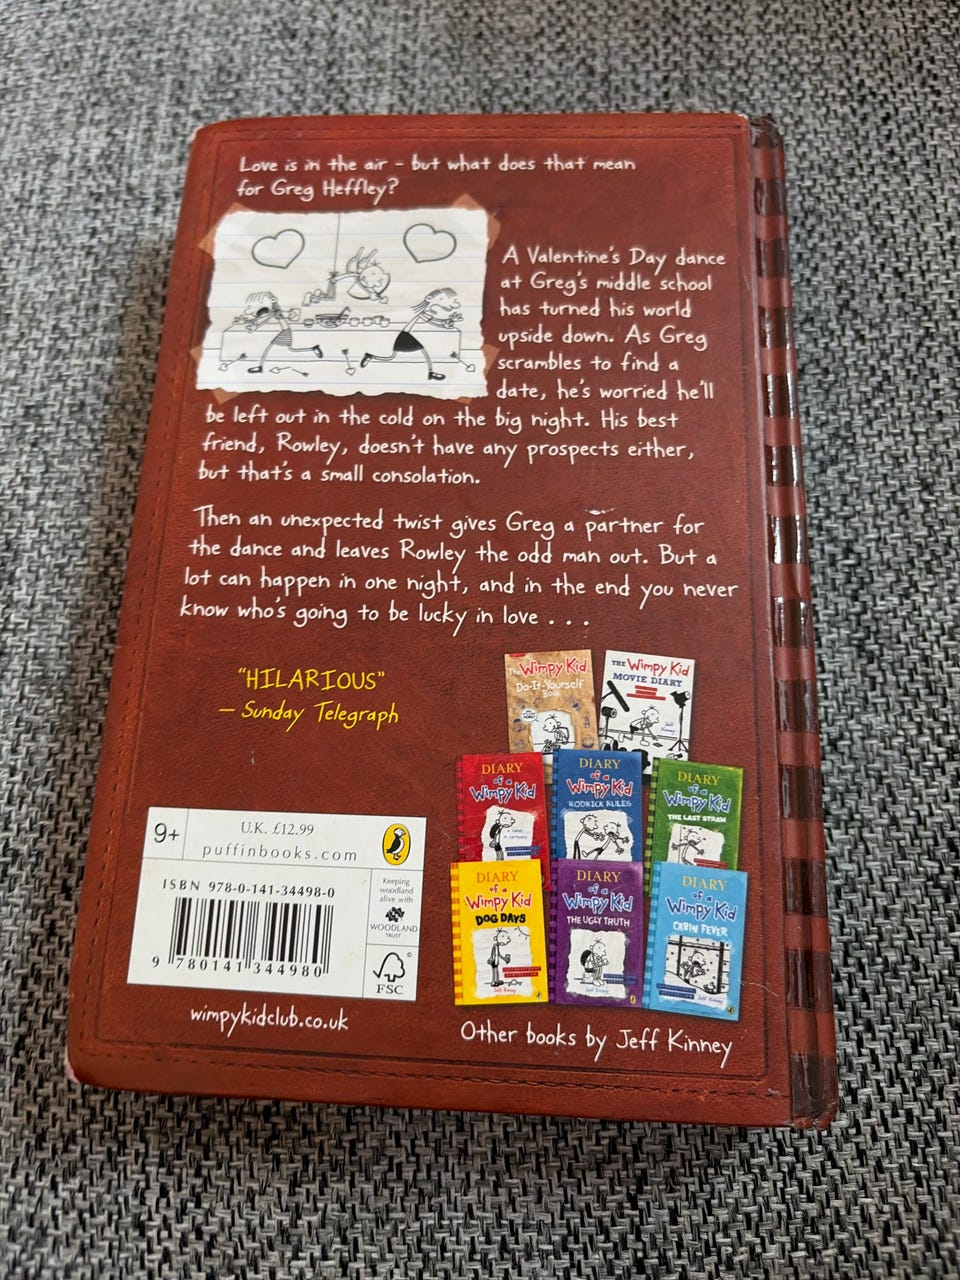 Love is in the air – but what does that mean
for Greg Heffley?
A Valentine's Day dance
at Greg's middle school
has turned his world
upside down. As Greg
scrambles to find a
date, he's worried he'll
be left out in the cold on the big night. His best
friend, Rowley, doesn't have any prospects either,
but that's a small consolation.
Then an unexpected twist gives Greg a partner for
the dance and leaves Rowley the odd man out. But a
lot can happen in one night, and in the end you never
know who's going to be lucky in love . . .
"HILARIOUS"
– Sunday Telegraph
The Wimpy Kid
Do-It-Yourself
Book
THE Wimpy Kid
MOVIE DIARY
Jeff
Kinney
DIARY
of a
Wimpy Kid
DIARY
of a
Wimpy Kid
RODRICK RULES
DIARY
of a
Wimpy Kid
THE LAST STRAW
DIARY
of a
Wimpy Kid
DOG DAYS
Jeff Kinney
DIARY
of a
Wimpy Kid
THE UGLY TRUTH
Jeff Kinney
DIARY
of a
Wimpy Kid
CABIN FEVER
Jeff Kinney
Other books by Jeff Kinney
9+
U.K. £12.99
puffinbooks.com
ISBN 978-0-141-34498-0
9 780141 344980
Keeping
woodland
alive with
WOODLAND
TRUST
FSC
wimpykidclub.co.uk